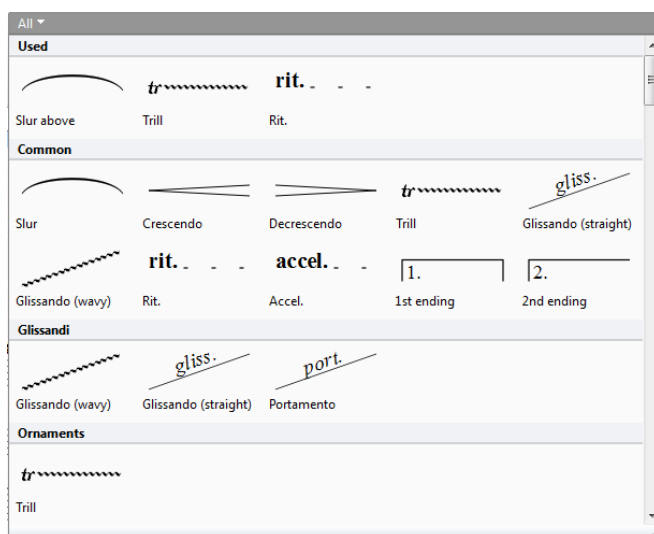 All
Used
tr rit. - - -
Slur above Trill Rit.
Common
tr gliss.
Slur Crescendo Decrescendo Trill Glissando (straight)
rit. - - - accel. - - 1. 2.
Glissando (wavy) Rit. Accel. 1st ending 2nd ending
Glissandi
gliss. port.
Glissando (wavy) Glissando (straight) Portamento
Ornaments
tr
Trill